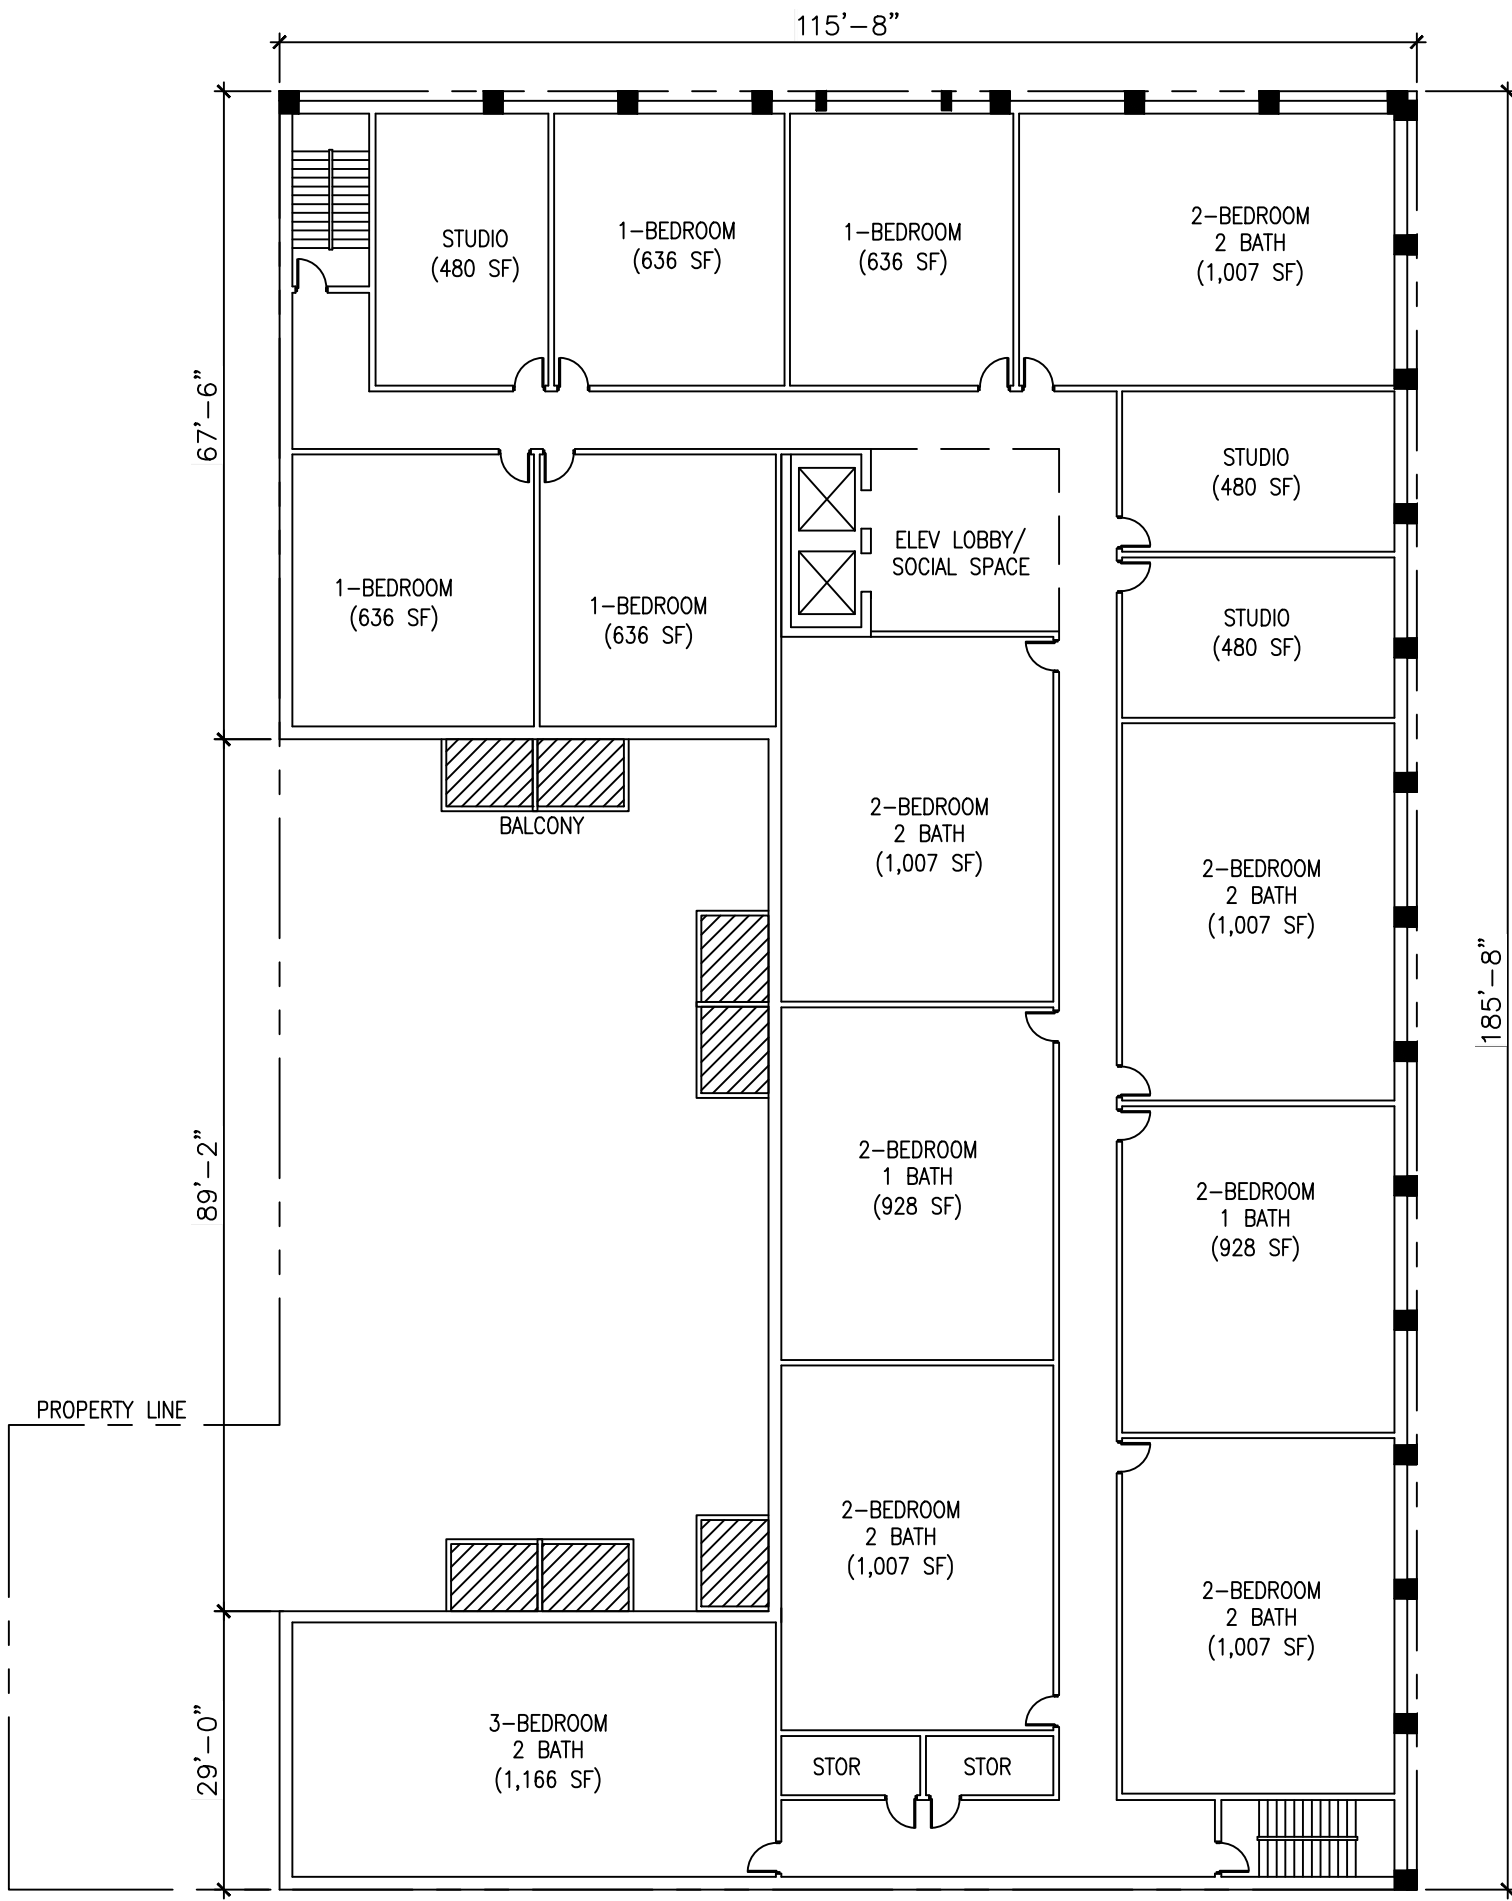 115'-8"
STUDIO
(480 SF)
1-BEDROOM
(636 SF)
1-BEDROOM
(636 SF)
2-BEDROOM
2 BATH
(1,007 SF)
67'-6"
STUDIO
(480 SF)
ELEV LOBBY/
SOCIAL SPACE
1-BEDROOM
(636 SF)
1-BEDROOM
(636 SF)
STUDIO
(480 SF)
BALCONY
2-BEDROOM
2 BATH
(1,007 SF)
2-BEDROOM
2 BATH
(1,007 SF)
185'-8"
89'-2"
2-BEDROOM
1 BATH
(928 SF)
2-BEDROOM
1 BATH
(928 SF)
PROPERTY LINE
2-BEDROOM
2 BATH
(1,007 SF)
2-BEDROOM
2 BATH
(1,007 SF)
29'-0"
3-BEDROOM
2 BATH
(1,166 SF)
STOR
STOR